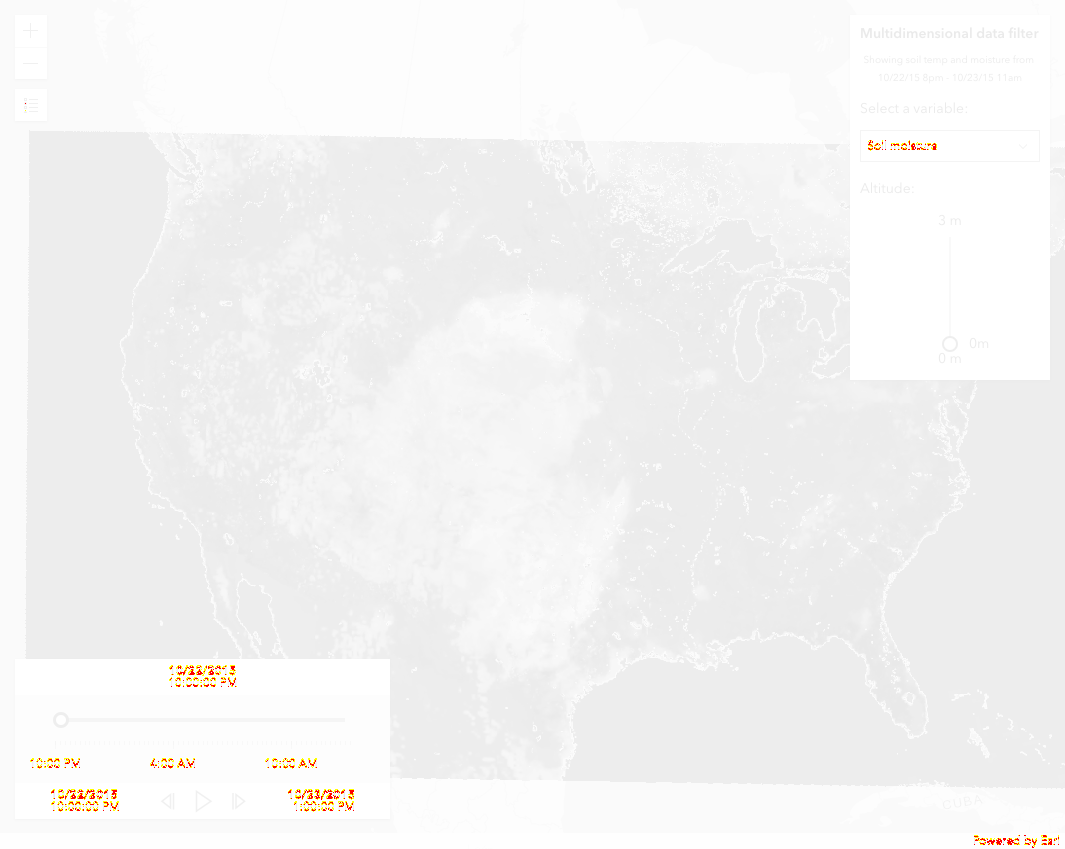 Multidimensional data filter
Showing soil temp and moisture from
10/22/15 6pm - 10/23/15 11am
Select a variable:
Soil moisture
Altitude:
3 m
0m
0 m
10/22/2015
10:00:00 PM
10:00 PM 4:00 AM 10:00 AM
10/22/2015 10/23/2015
10:00:00 PM 1:00:00 PM
CUBA
Powered by Esri